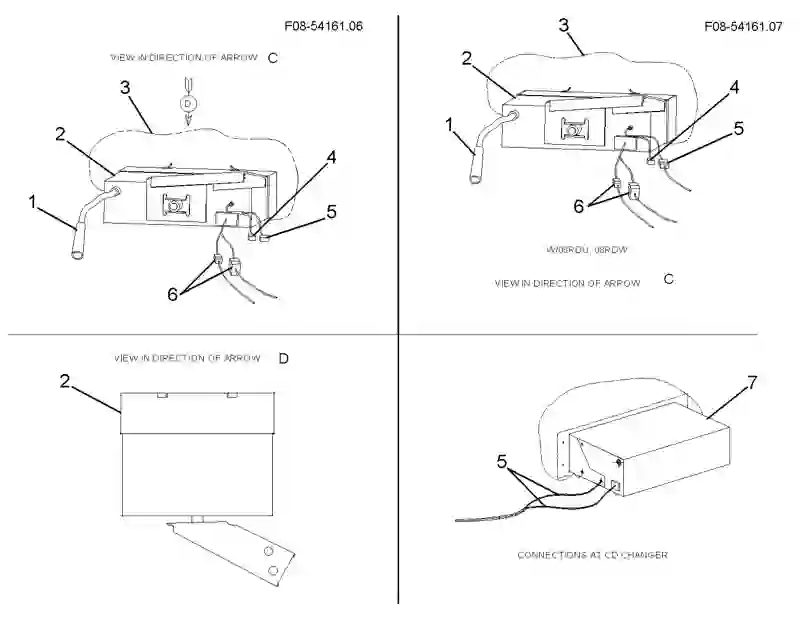 F08-54161.06
VIEW IN DIRECTION OF ARROW C
D
3
2
1
4
5
6
F08-54161.07
3
2
1
4
5
6
W/08RDU, 08RDW
VIEW IN DIRECTION OF ARROW C
VIEW IN DIRECTION OF ARROW D
2
7
5
CONNECTIONS AT CD CHANGER